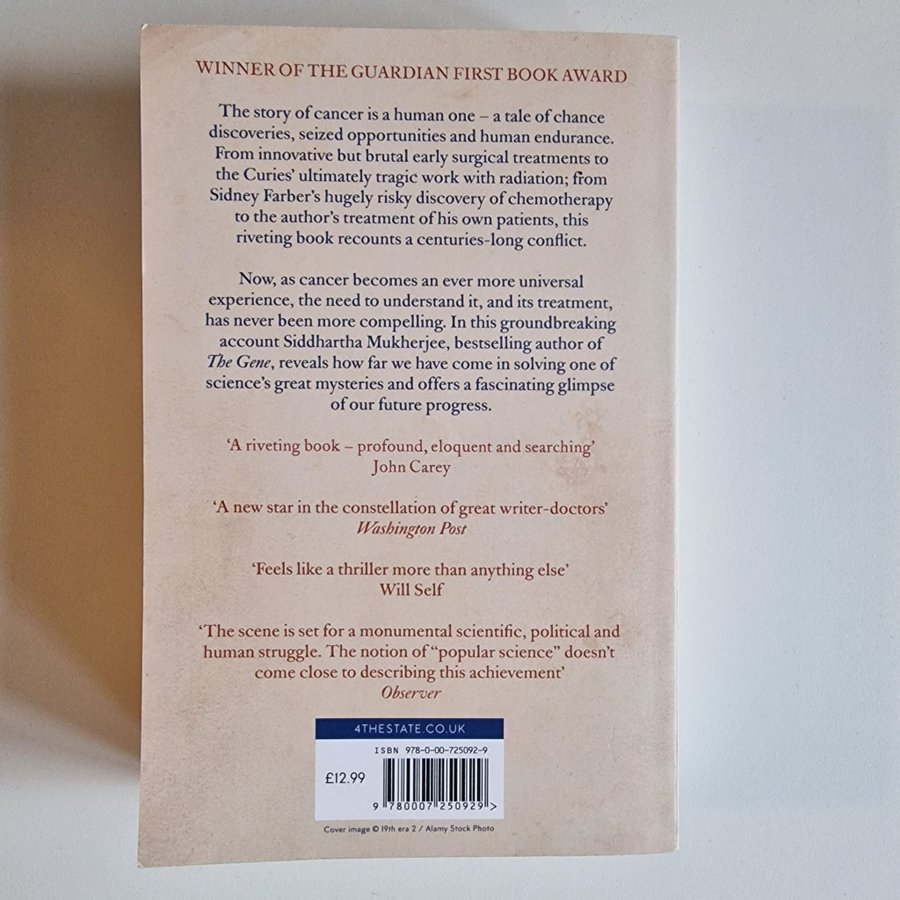 WINNER OF THE GUARDIAN FIRST BOOK AWARD
The story of cancer is a human one – a tale of chance
discoveries, seized opportunities and human endurance.
From innovative but brutal early surgical treatments to
the Curies' ultimately tragic work with radiation; from
Sidney Farber's hugely risky discovery of chemotherapy
to the author's treatment of his own patients, this
riveting book recounts a centuries-long conflict.
Now, as cancer becomes an ever more universal
experience, the need to understand it, and its treatment,
has never been more compelling. In this groundbreaking
account Siddhartha Mukherjee, bestselling author of
The Gene, reveals how far we have come in solving one of
science's great mysteries and offers a fascinating glimpse
of our future progress.
‘A riveting book – profound, eloquent and searching’
John Carey
‘A new star in the constellation of great writer-doctors’
Washington Post
‘Feels like a thriller more than anything else’
Will Self
‘The scene is set for a monumental scientific, political and
human struggle. The notion of “popular science” doesn't
come close to describing this achievement’
Observer
4THESTATE.CO.UK
ISBN 978-0-00-725092-9
£12.99
9 780007 250929 >
Cover image © 19th era 2 / Alamy Stock Photo